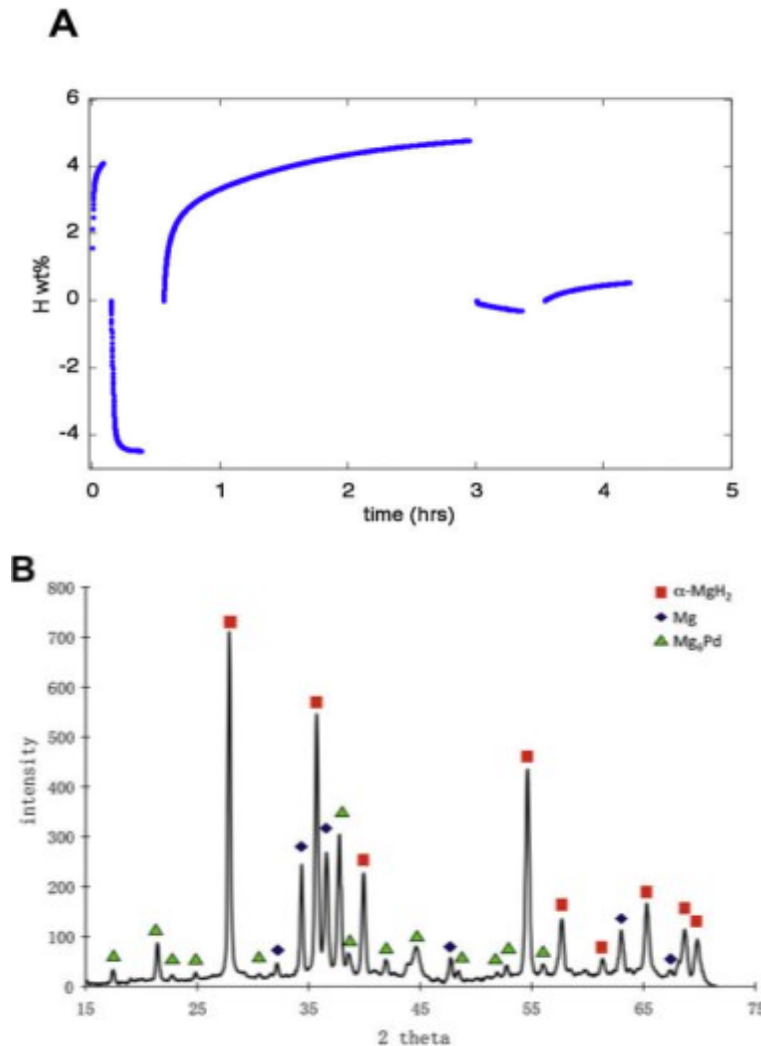 A
6
4
2
0
-2
-4
H wt%
0 1 2 3 4 5
time (hrs)
B
800
700
600
500
400
300
200
100
0
intensity
α-MgH₂
Mg
Mg₆Pd
15 25 35 45 55 65 75
2 theta